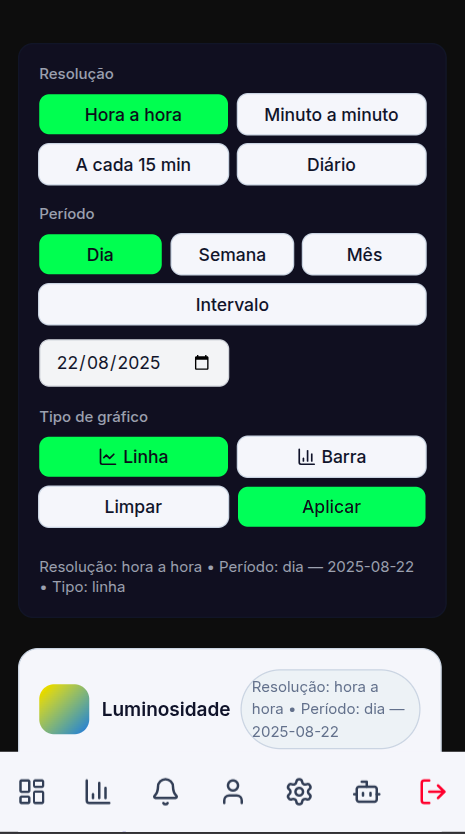 Resolução
Hora a hora
Minuto a minuto
A cada 15 min
Diário
Período
Dia
Semana
Mês
Intervalo
22/08/2025
Tipo de gráfico
Linha
Barra
Limpar
Aplicar
Resolução: hora a hora • Período: dia — 2025-08-22
• Tipo: linha
Luminosidade
Resolução: hora a
hora • Período: dia —
2025-08-22